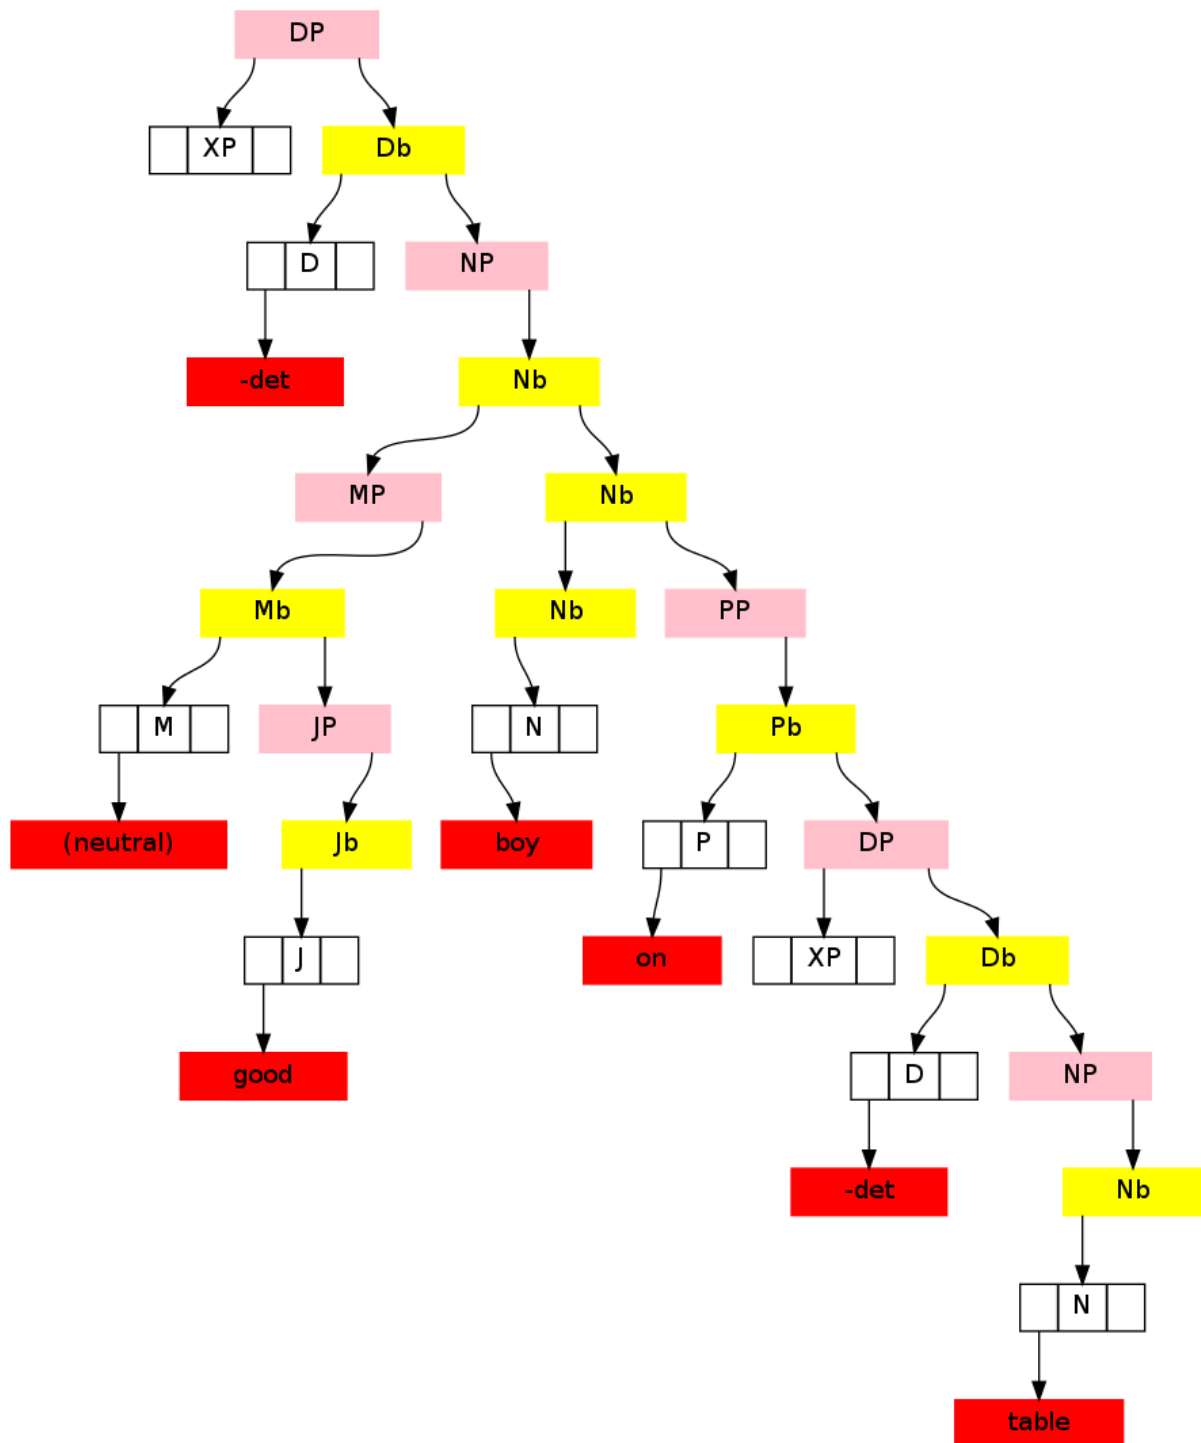 DP
XP Db
D NP
-det Nb
MP Nb
Mb Nb PP
M JP N Pb
(neutral) Jb boy P DP
J on XP Db
good D NP
-det Nb
N
table